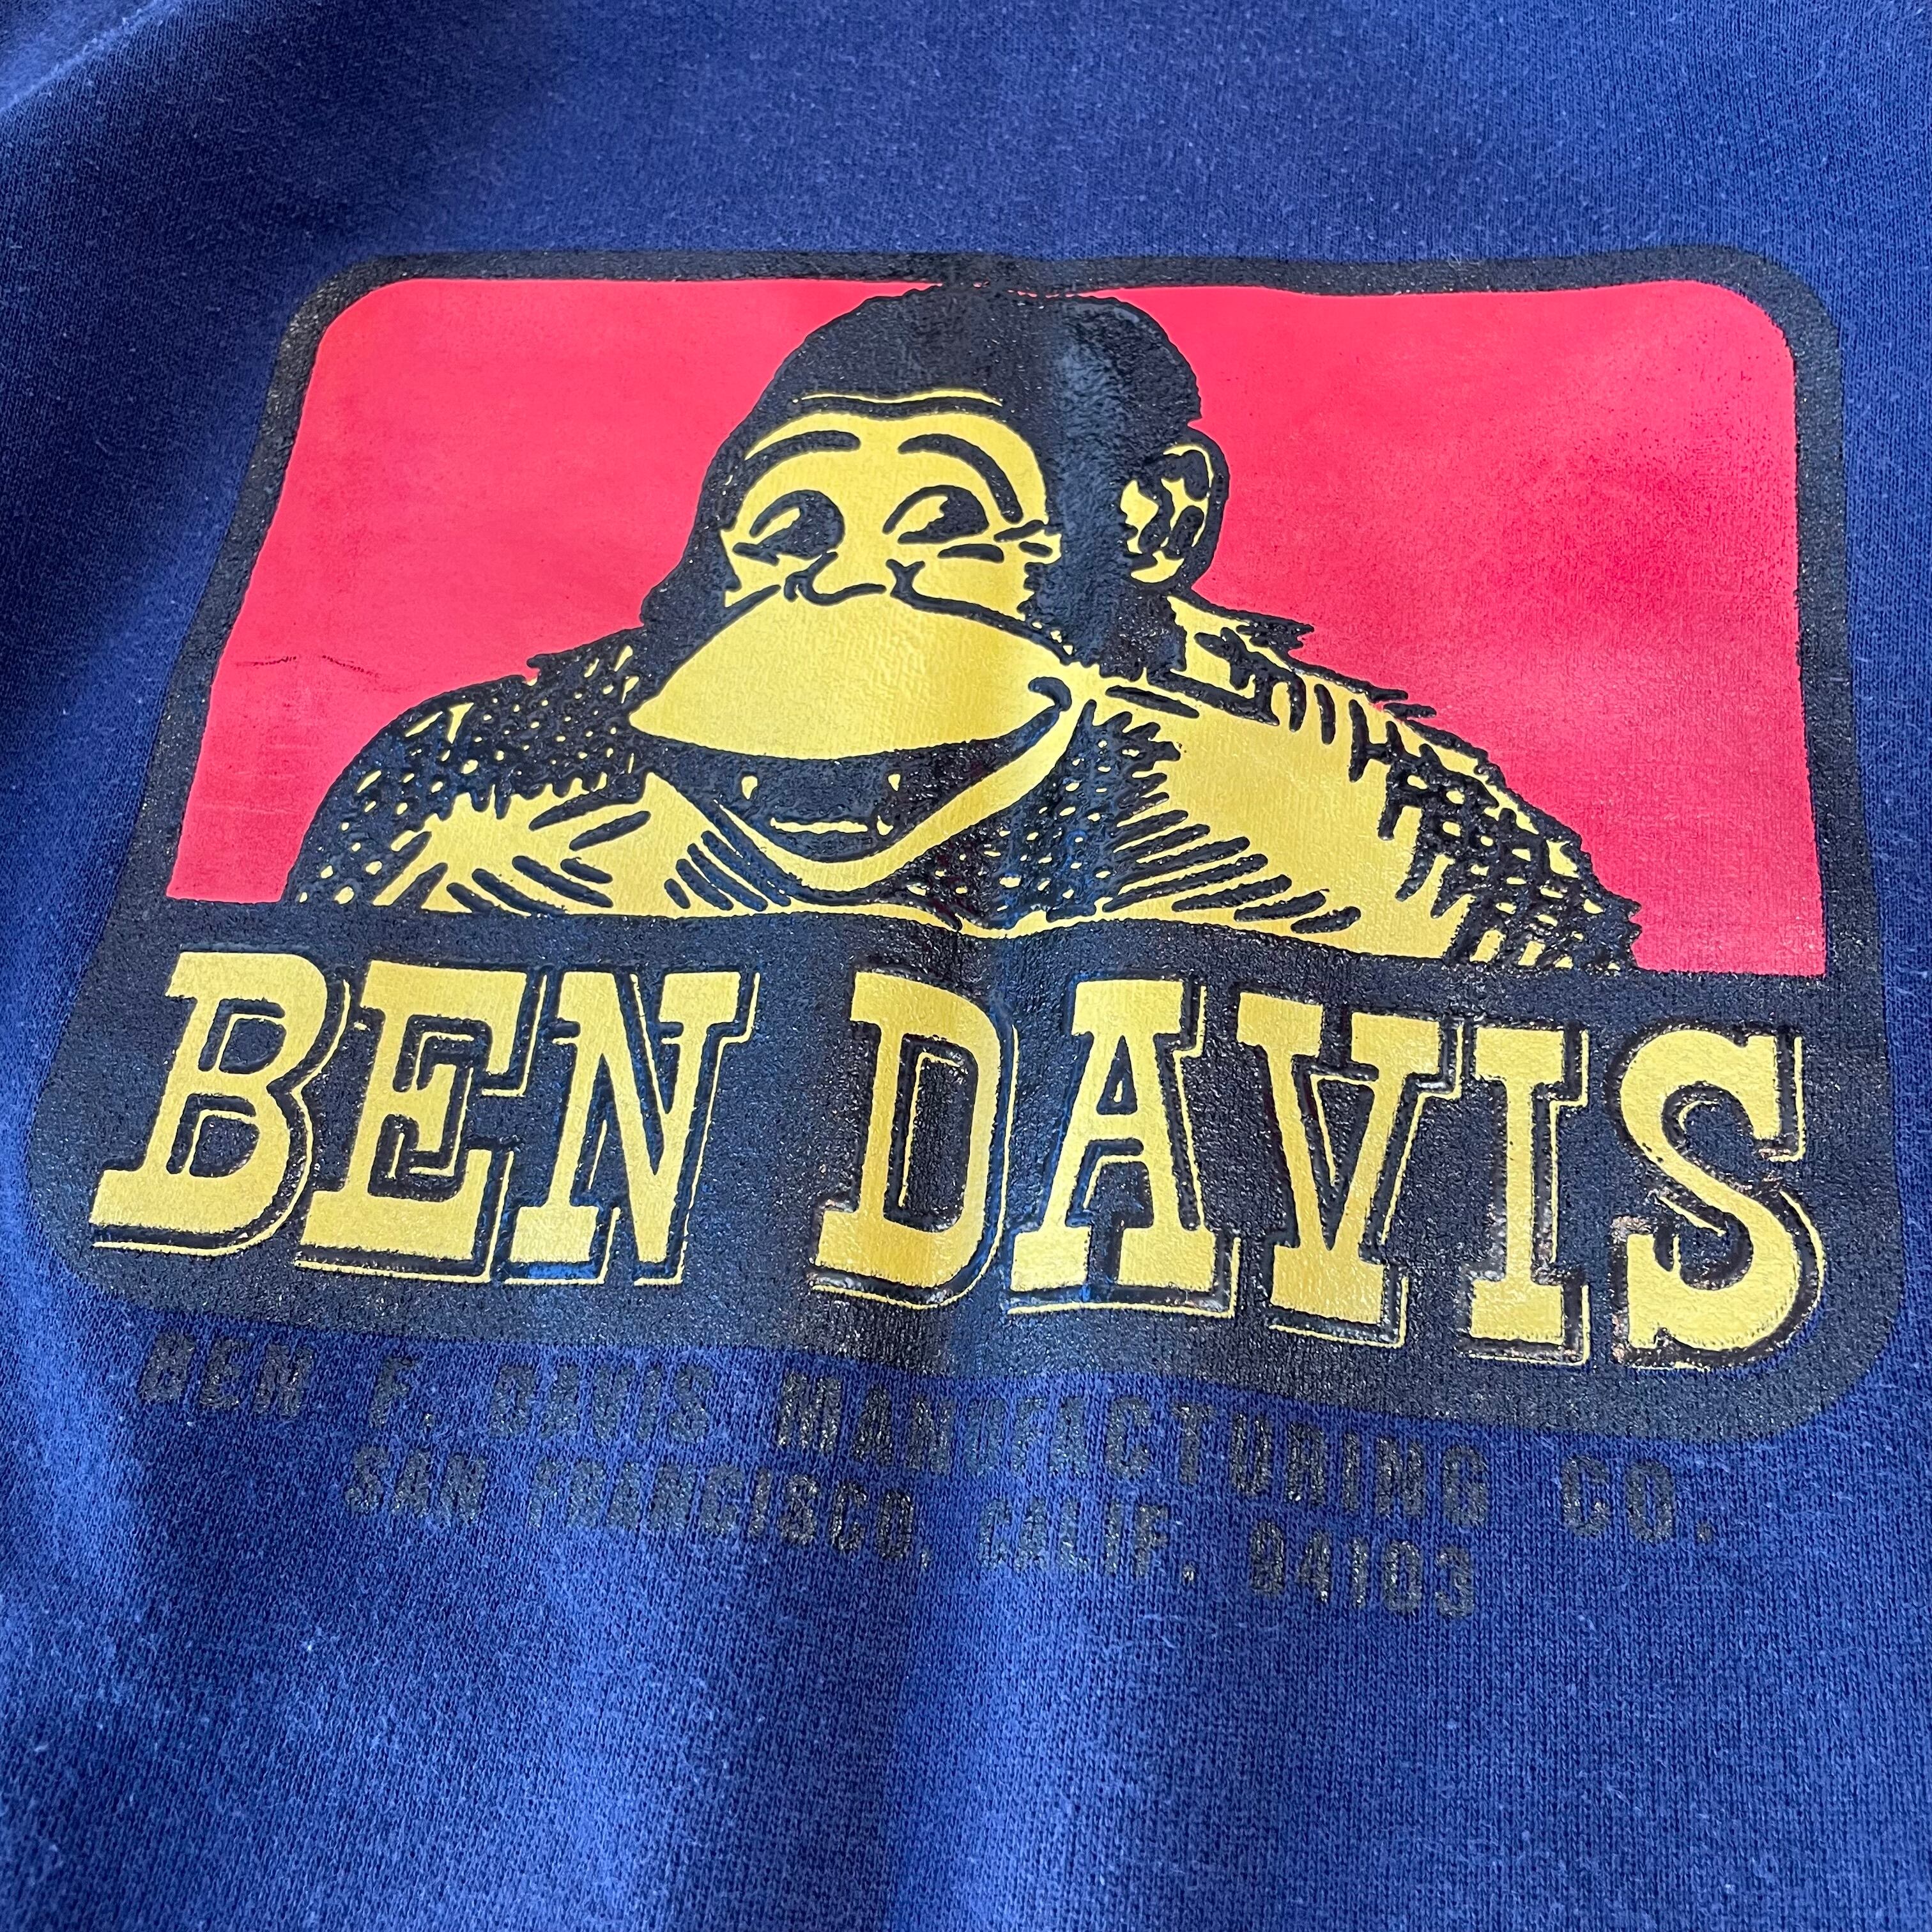 BEN DAVIS
BEN F. DAVIS MANUFACTURING CO.
SAN FRANCISCO, CALIF. 94103